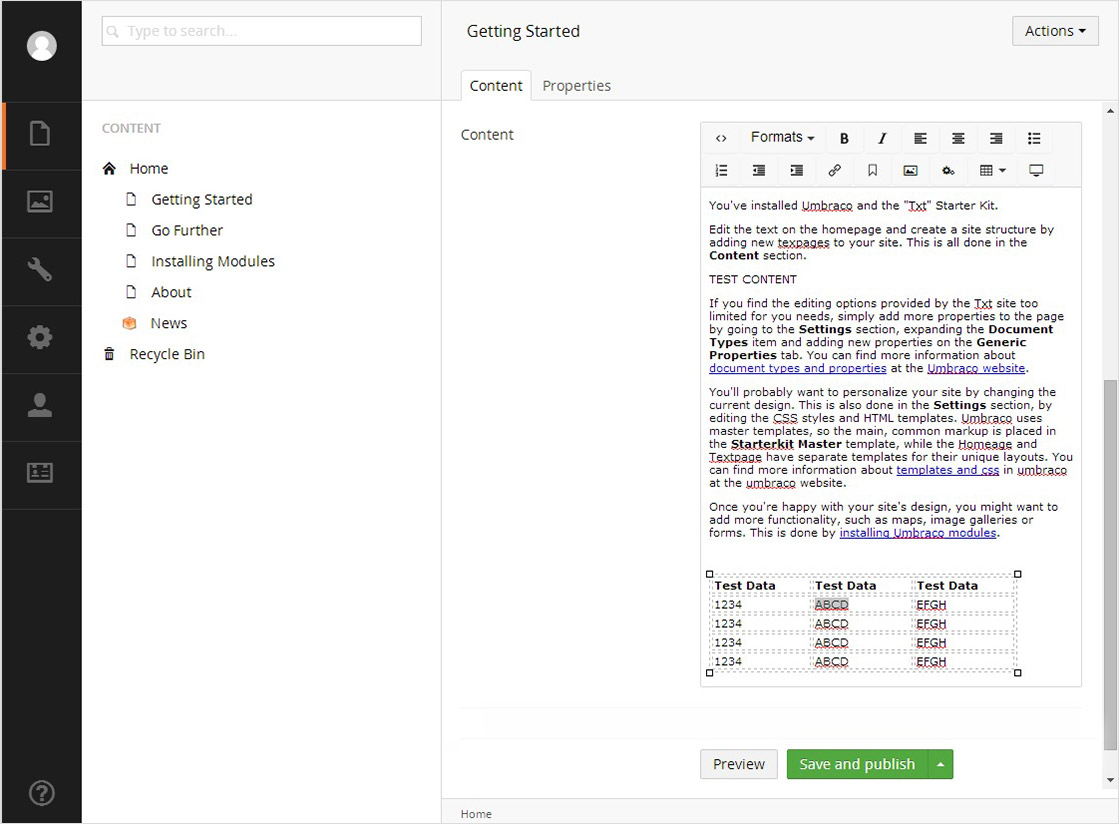 Type to search...
CONTENT
Home
Getting Started
Go Further
Installing Modules
About
News
Recycle Bin
Getting Started
Actions
Content Properties
Content
Formats B I
You've installed Umbraco and the "Txt" Starter Kit.
Edit the text on the homepage and create a site structure by
adding new texpages to your site. This is all done in the
Content section.
TEST CONTENT
If you find the editing options provided by the Txt site too
limited for you needs, simply add more properties to the page
by going to the Settings section, expanding the Document
Types item and adding new properties on the Generic
Properties tab. You can find more information about
document types and properties at the Umbraco website.
You'll probably want to personalize your site by changing the
current design. This is also done in the Settings section, by
editing the CSS styles and HTML templates. Umbraco uses
master templates, so the main, common markup is placed in
the Starterkit Master template, while the Homeage and
Textpage have separate templates for their unique layouts. You
can find more information about templates and css in umbraco
at the umbraco website.
Once you're happy with your site's design, you might want to
add more functionality, such as maps, image galleries or
forms. This is done by installing Umbraco modules.
Test Data Test Data Test Data
1234 ABCD EFGH
1234 ABCD EFGH
1234 ABCD EFGH
1234 ABCD EFGH
Preview Save and publish
Home